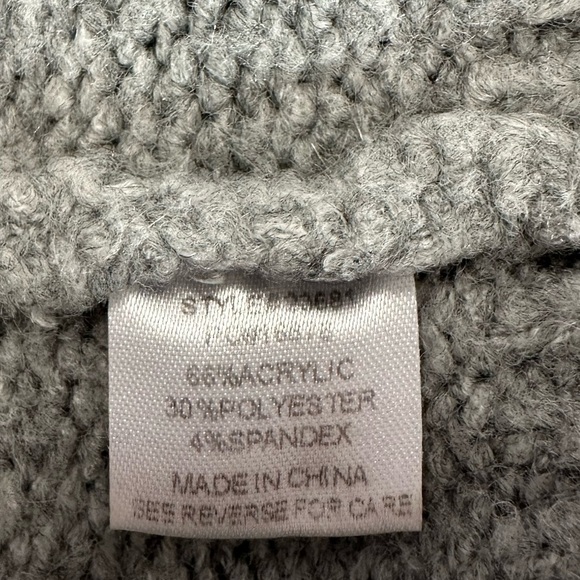 66%ACRYLIC
30%POLYESTER
4%SPANDEX
MADE IN CHINA
SEE REVERSE FOR CARE